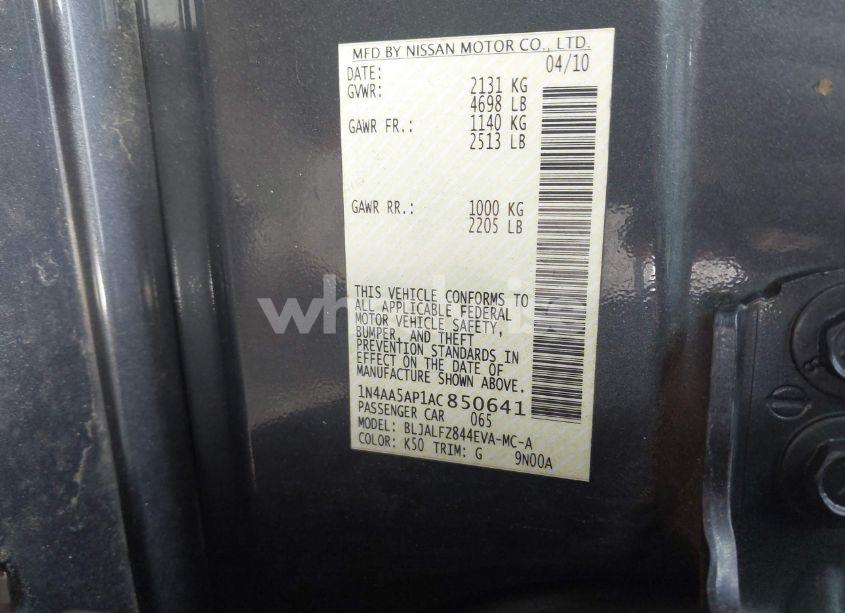 MFD BY NISSAN MOTOR CO., LTD.
DATE: 04/10
GVWR: 2131 KG
4698 LB
GAWR FR.: 1140 KG
2513 LB
GAWR RR.: 1000 KG
2205 LB
THIS VEHICLE CONFORMS TO
ALL APPLICABLE FEDERAL
MOTOR VEHICLE SAFETY,
BUMPER, AND THEFT
PREVENTION STANDARDS IN
EFFECT ON THE DATE OF
MANUFACTURE SHOWN ABOVE.
1N4AA5AP1AC850641
PASSENGER CAR 065
MODEL: BLJALFZ844EVA-MC-A
COLOR: K50 TRIM: G 9N00A